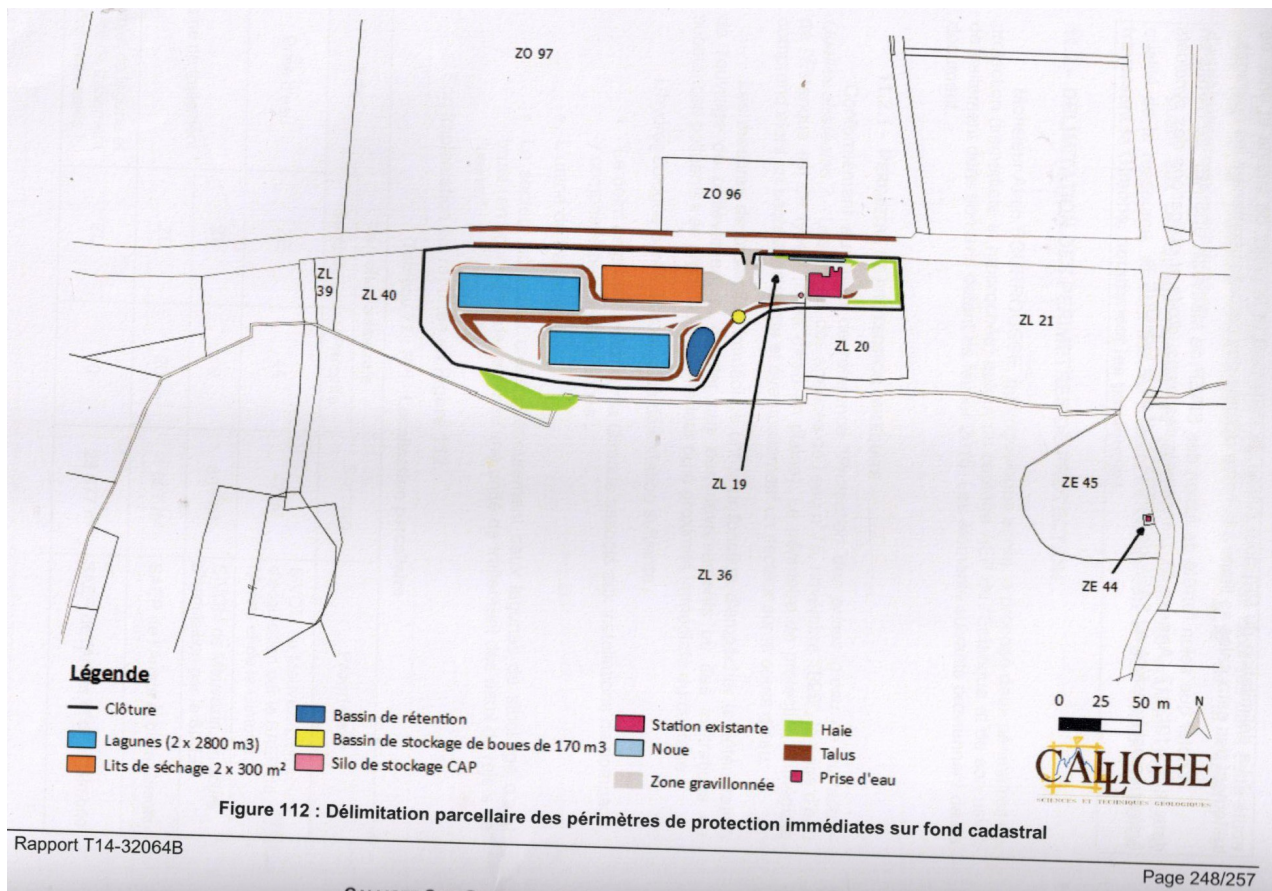 ZO 97
ZO 96
ZL
39
ZL 40
ZL 21
ZL 20
ZL 19
ZE 45
ZL 36
ZE 44
Légende
Clôture
Lagunes (2 x 2800 m3)
Lits de séchage 2 x 300 m²
Bassin de rétention
Bassin de stockage de boues de 170 m3
Silo de stockage CAP
Station existante
Noue
Zone gravillonnée
Haie
Talus
Prise d'eau
0 25 50 m
N
CALLIGEE
SCIENCES ET TECHNIQUES GEOLOGIQUES
Figure 112 : Délimitation parcellaire des périmètres de protection immédiates sur fond cadastral
Rapport T14-32064B
Page 248/257